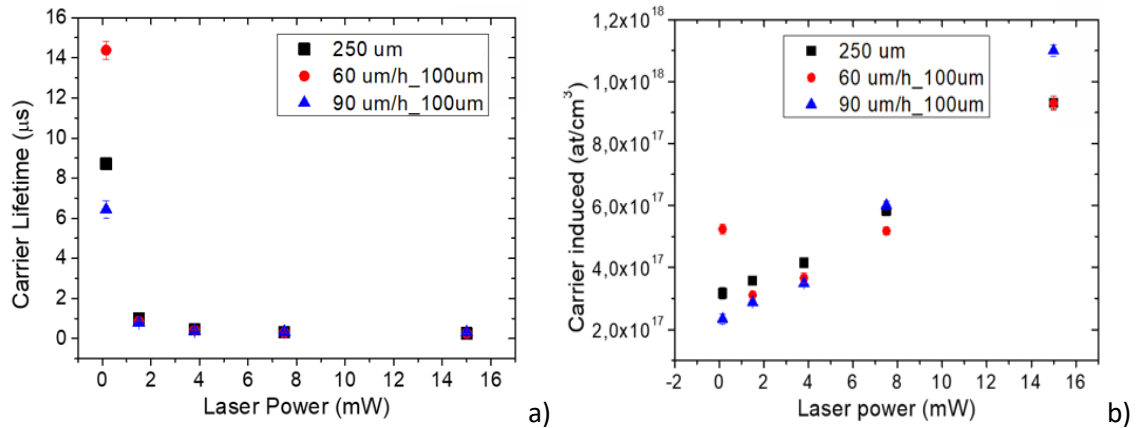 16
14
12
10
8
6
4
2
0
Carrier Lifetime (µs)
250 um
60 um/h_100um
90 um/h_100um
0 2 4 6 8 10 12 14 16
Laser Power (mW)
a)
1,2x10^18
1,0x10^18
8,0x10^17
6,0x10^17
4,0x10^17
2,0x10^17
Carrier induced (at/cm^3)
250 um
60 um/h_100um
90 um/h_100um
-2 0 2 4 6 8 10 12 14 16
Laser power (mW)
b)